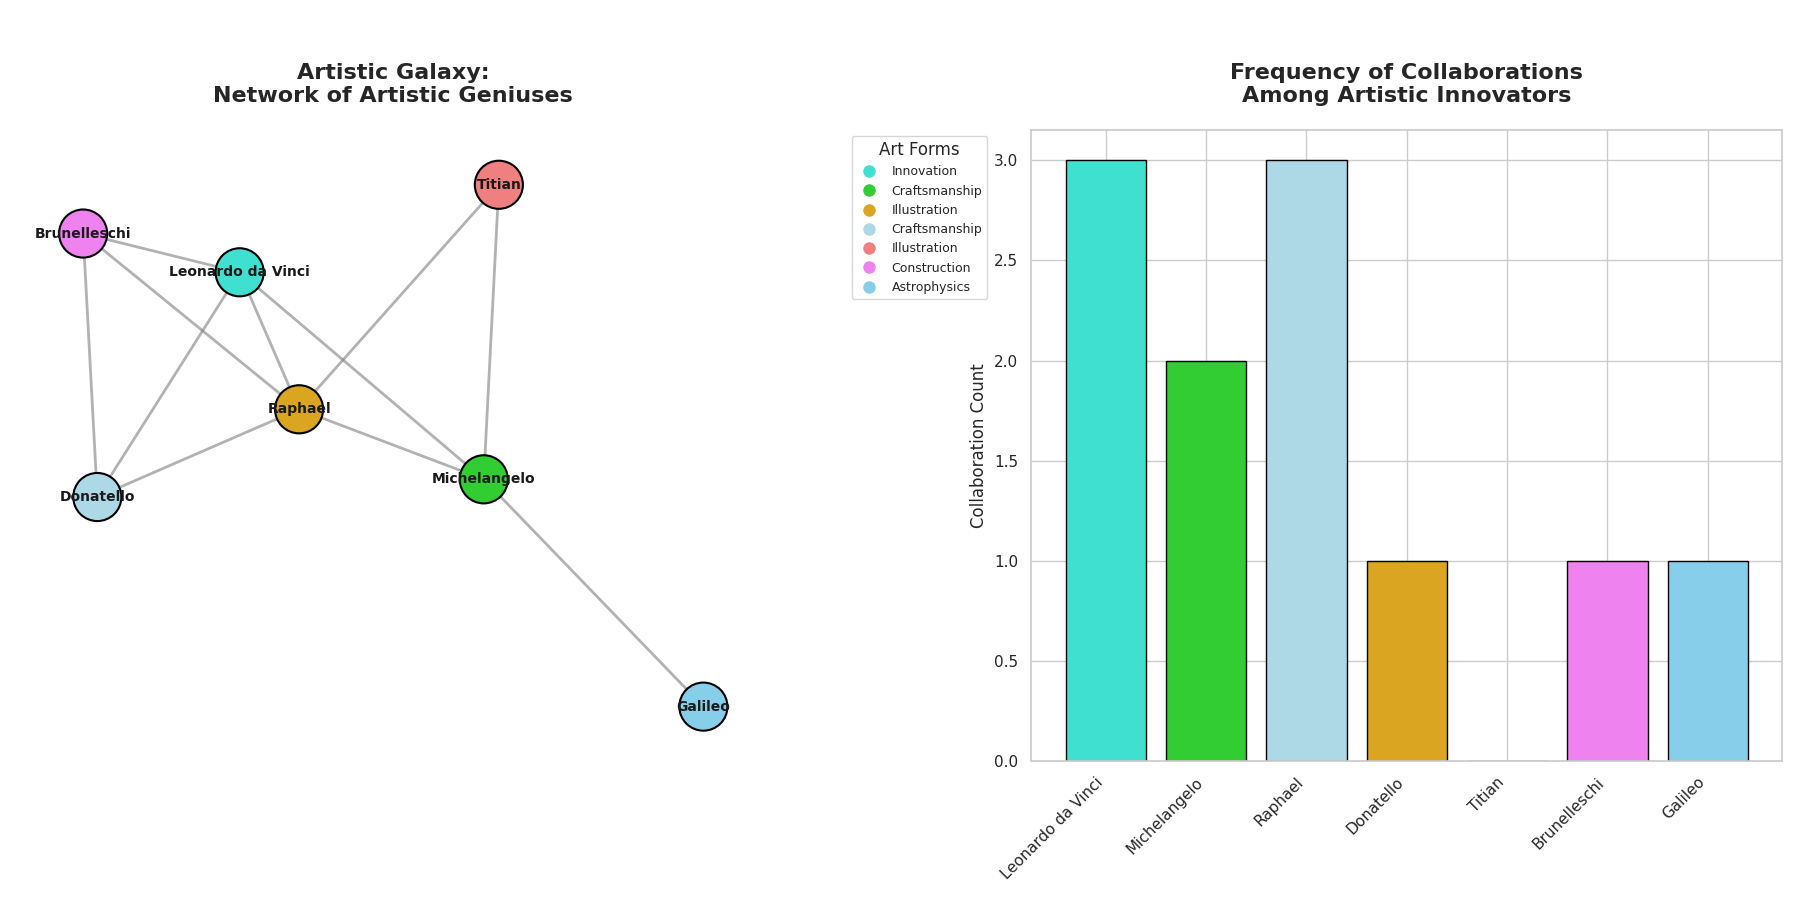 Artistic Galaxy:
Network of Artistic Geniuses
Titian
Brunelleschi
Leonardo da Vinci
Raphael
Michelangelo
Donatello
Galileo
Art Forms
Innovation
Craftsmanship
Illustration
Craftsmanship
Illustration
Construction
Astrophysics
Frequency of Collaborations
Among Artistic Innovators
Collaboration Count
3.0
2.5
2.0
1.5
1.0
0.5
0.0
Leonardo da Vinci
Michelangelo
Raphael
Donatello
Titian
Brunelleschi
Galileo